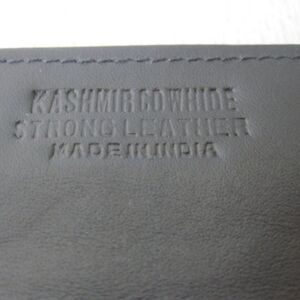 KASHMIR COWHIDE
STRONG LEATHER
MADE IN INDIA